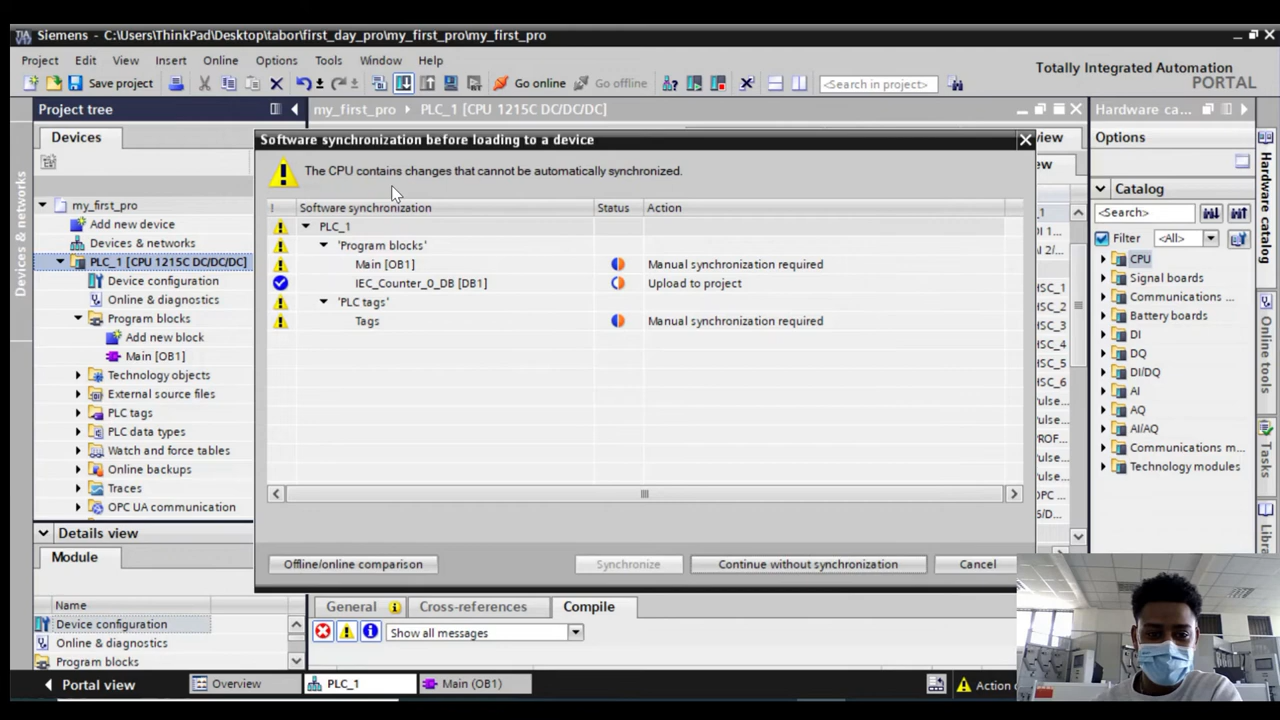 Siemens - C:\Users\ThinkPad\Desktop\tabor\first_day_pro\my_first_pro\my_first_pro
Project Edit View Insert Online Options Tools Window Help
Totally Integrated Automation
PORTAL
Save project
Go online
Go offline
<Search in project>
Project tree
my_first_pro ▸ PLC_1 [CPU 1215C DC/DC/DC]
Hardware ca...
Devices
Options
Software synchronization before loading to a device
The CPU contains changes that cannot be automatically synchronized.
! Software synchronization Status Action
PLC_1
'Program blocks'
Main [OB1] Manual synchronization required
IEC_Counter_0_DB [DB1] Upload to project
'PLC tags'
Tags Manual synchronization required
Offline/online comparison
Synchronize
Continue without synchronization
Cancel
Devices & networks
my_first_pro
Add new device
Devices & networks
PLC_1 [CPU 1215C DC/DC/DC]
Device configuration
Online & diagnostics
Program blocks
Add new block
Main [OB1]
Technology objects
External source files
PLC tags
PLC data types
Watch and force tables
Online backups
Traces
OPC UA communication
Details view
Module
Name
Device configuration
Online & diagnostics
Program blocks
General
Cross-references
Compile
Show all messages
Catalog
<Search>
Filter <All>
CPU
Signal boards
Communications ...
Battery boards
DI
DQ
DI/DQ
AI
AQ
AI/AQ
Communications m...
Technology modules
Hardware catalog
Online tools
Tasks
Portal view
Overview
PLC_1
Main (OB1)